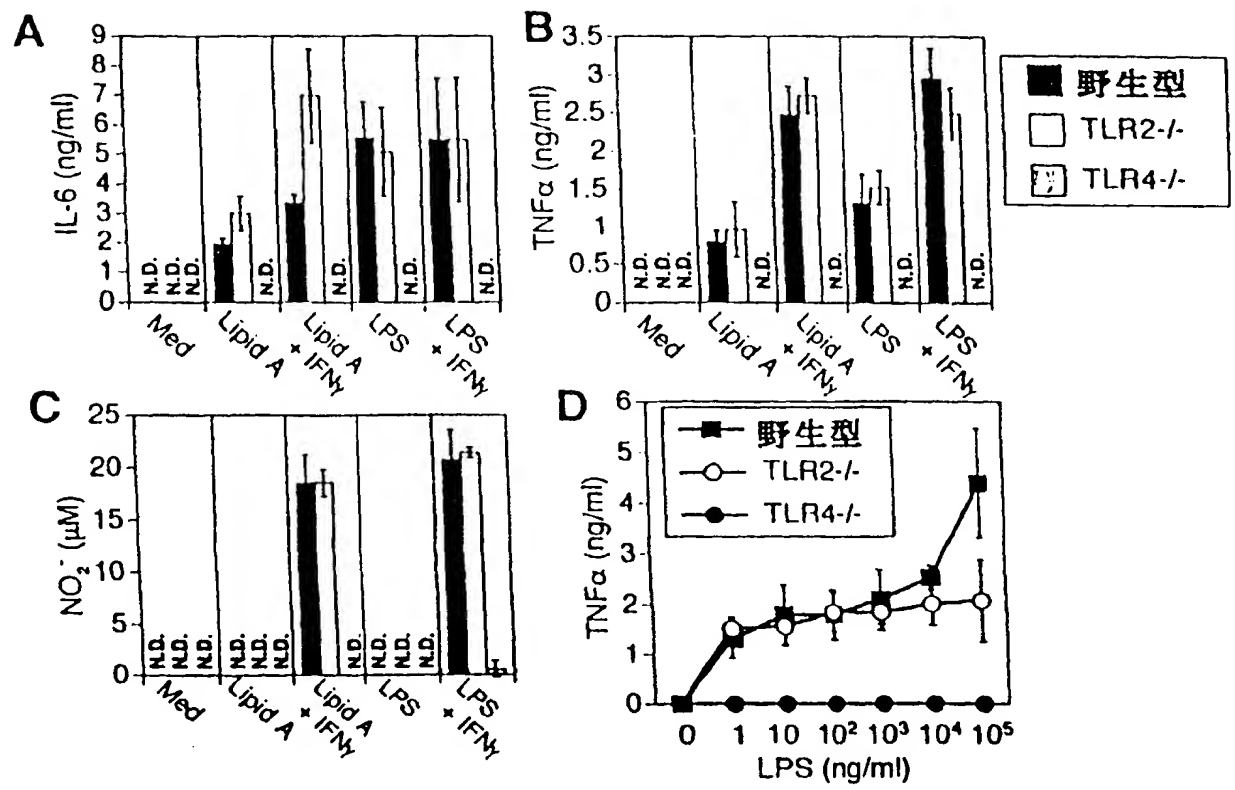 A
IL-6 (ng/ml)
9
8
7
6
5
4
3
2
1
0
N.D. N.D. N.D. N.D. N.D. N.D. N.D.
Med
Lipid A
Lipid A
+ IFNγ
LPS
LPS
+ IFNγ
B
TNFα (ng/ml)
3.5
3
2.5
2
1.5
1
0.5
0
N.D. N.D. N.D. N.D. N.D. N.D. N.D.
Med
Lipid A
Lipid A
+ IFNγ
LPS
LPS
+ IFNγ
野生型
TLR2-/-
TLR4-/-
C
NO₂⁻ (μM)
25
20
15
10
5
0
N.D. N.D. N.D. N.D. N.D. N.D. N.D. N.D. N.D. N.D.
Med
Lipid A
Lipid A
+ IFNγ
LPS
LPS
+ IFNγ
D
TNFα (ng/ml)
6
5
4
3
2
1
0
野生型
TLR2-/-
TLR4-/-
0 1 10 10² 10³ 10⁴ 10⁵
LPS (ng/ml)